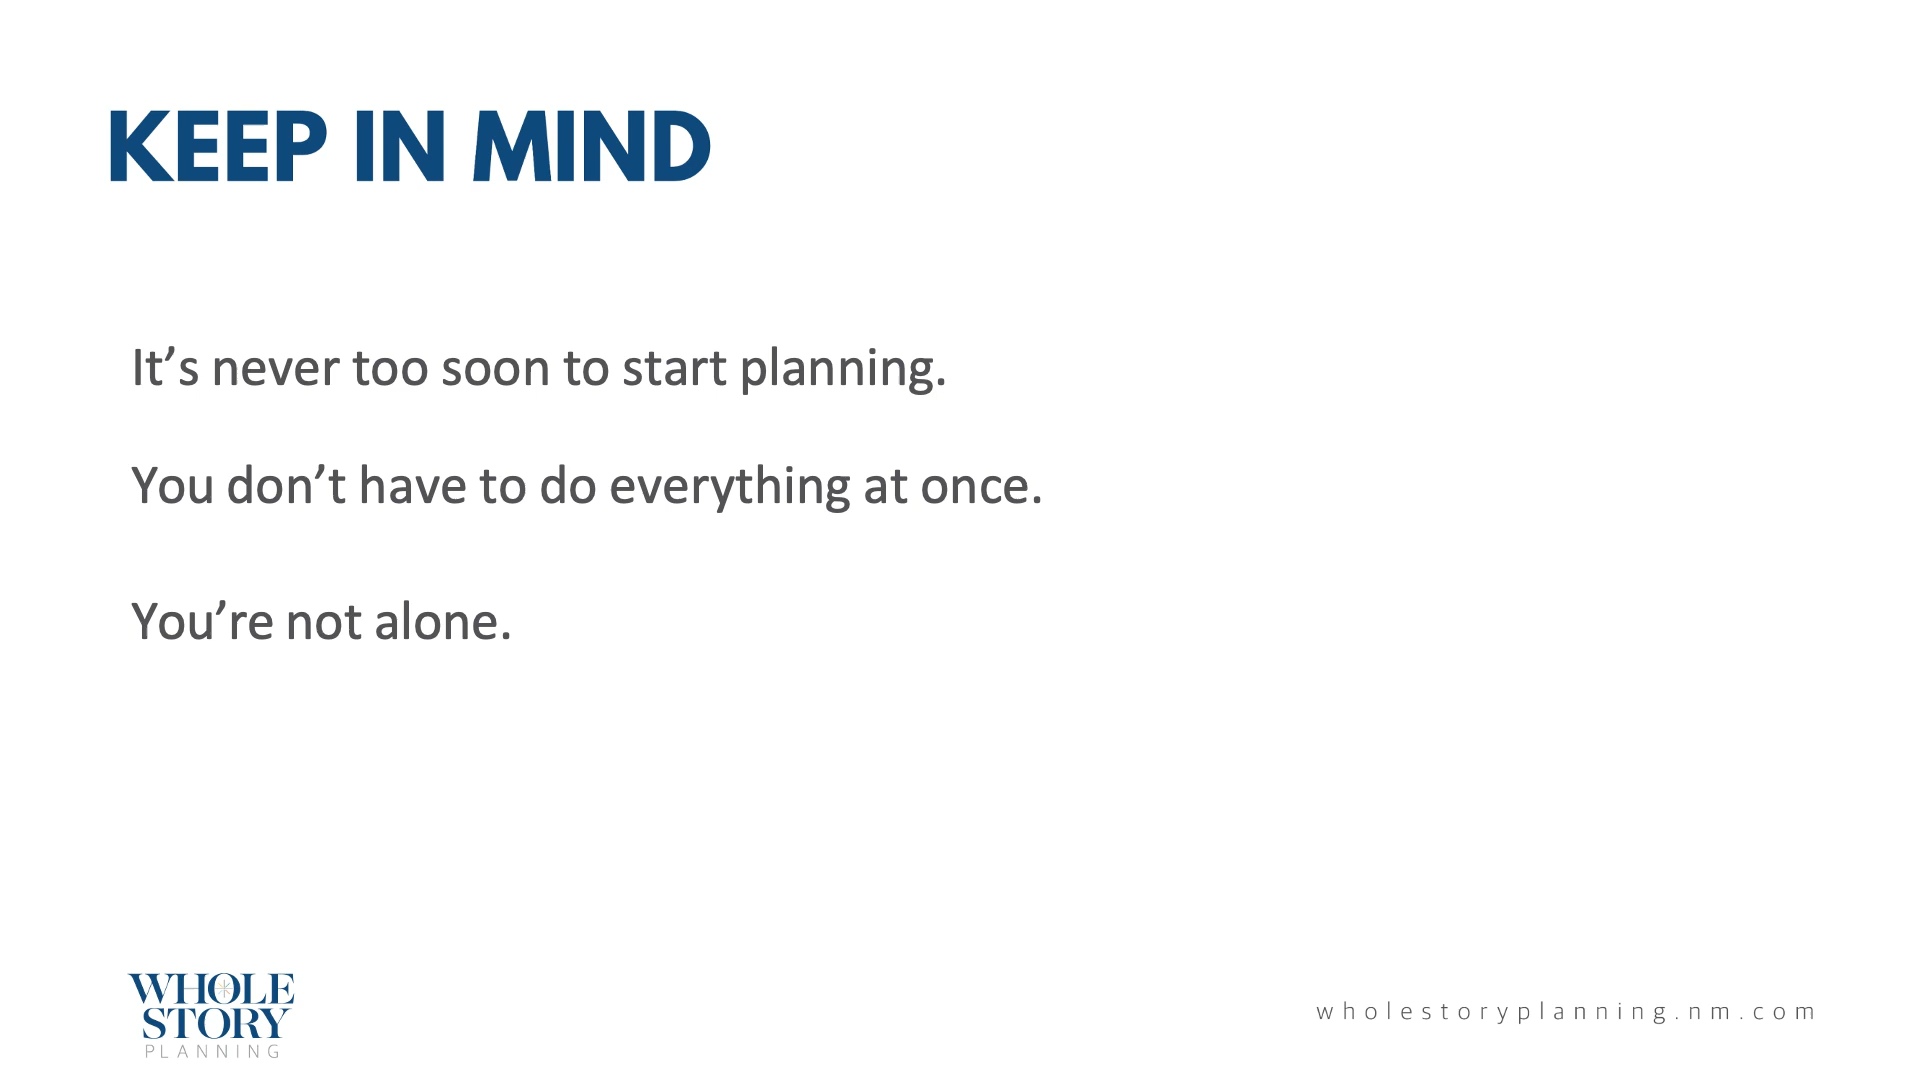 KEEP IN MIND
It’s never too soon to start planning.
You don’t have to do everything at once.
You’re not alone.
WHOLE
STORY
PLANNING
wholestoryplanning.nm.com